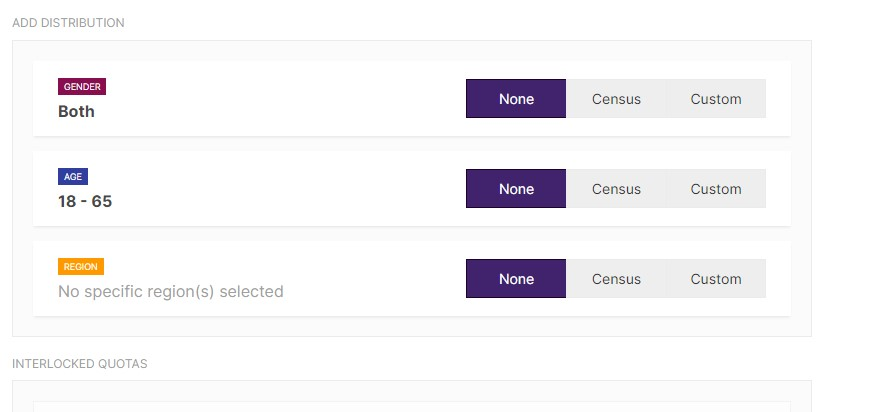 ADD DISTRIBUTION
GENDER
Both
None Census Custom
AGE
18 - 65
None Census Custom
REGION
No specific region(s) selected
None Census Custom
INTERLOCKED QUOTAS